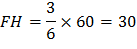 FH = 3/6 × 60 = 30